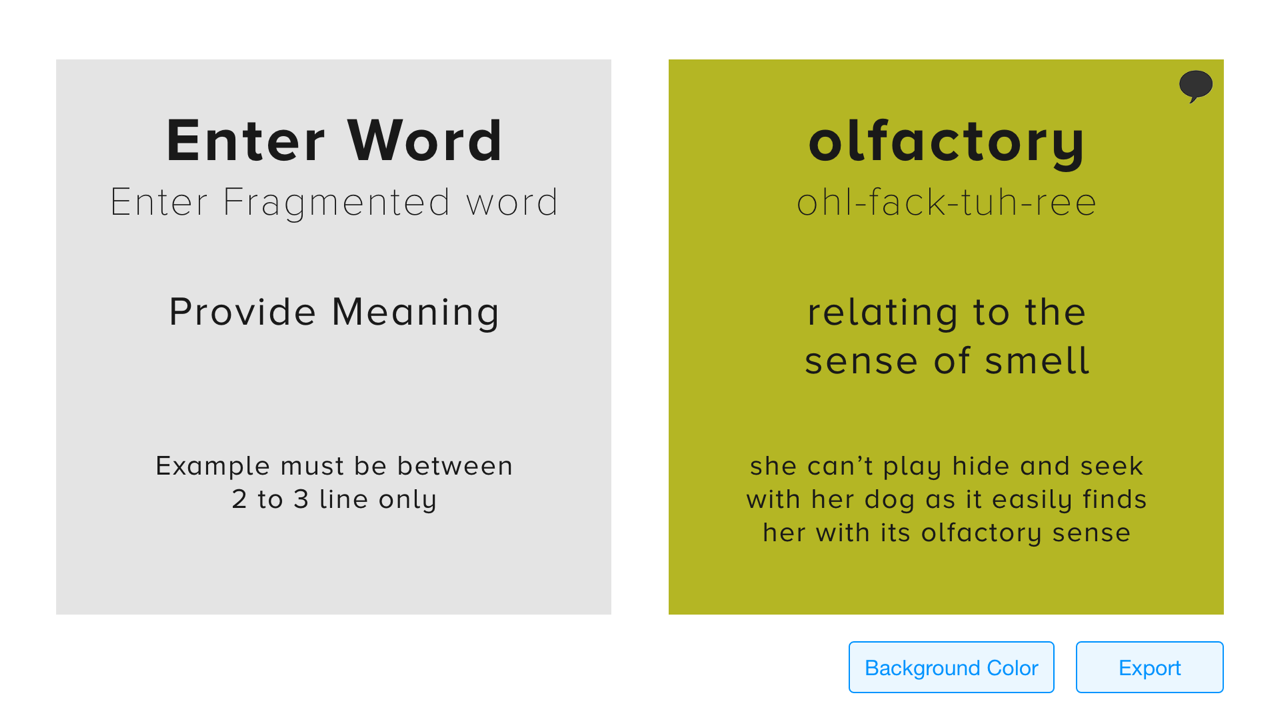 Enter Word
Enter Fragmented word
Provide Meaning
Example must be between
2 to 3 line only
olfactory
ohl-fack-tuh-ree
relating to the
sense of smell
she can’t play hide and seek
with her dog as it easily finds
her with its olfactory sense
Background Color
Export